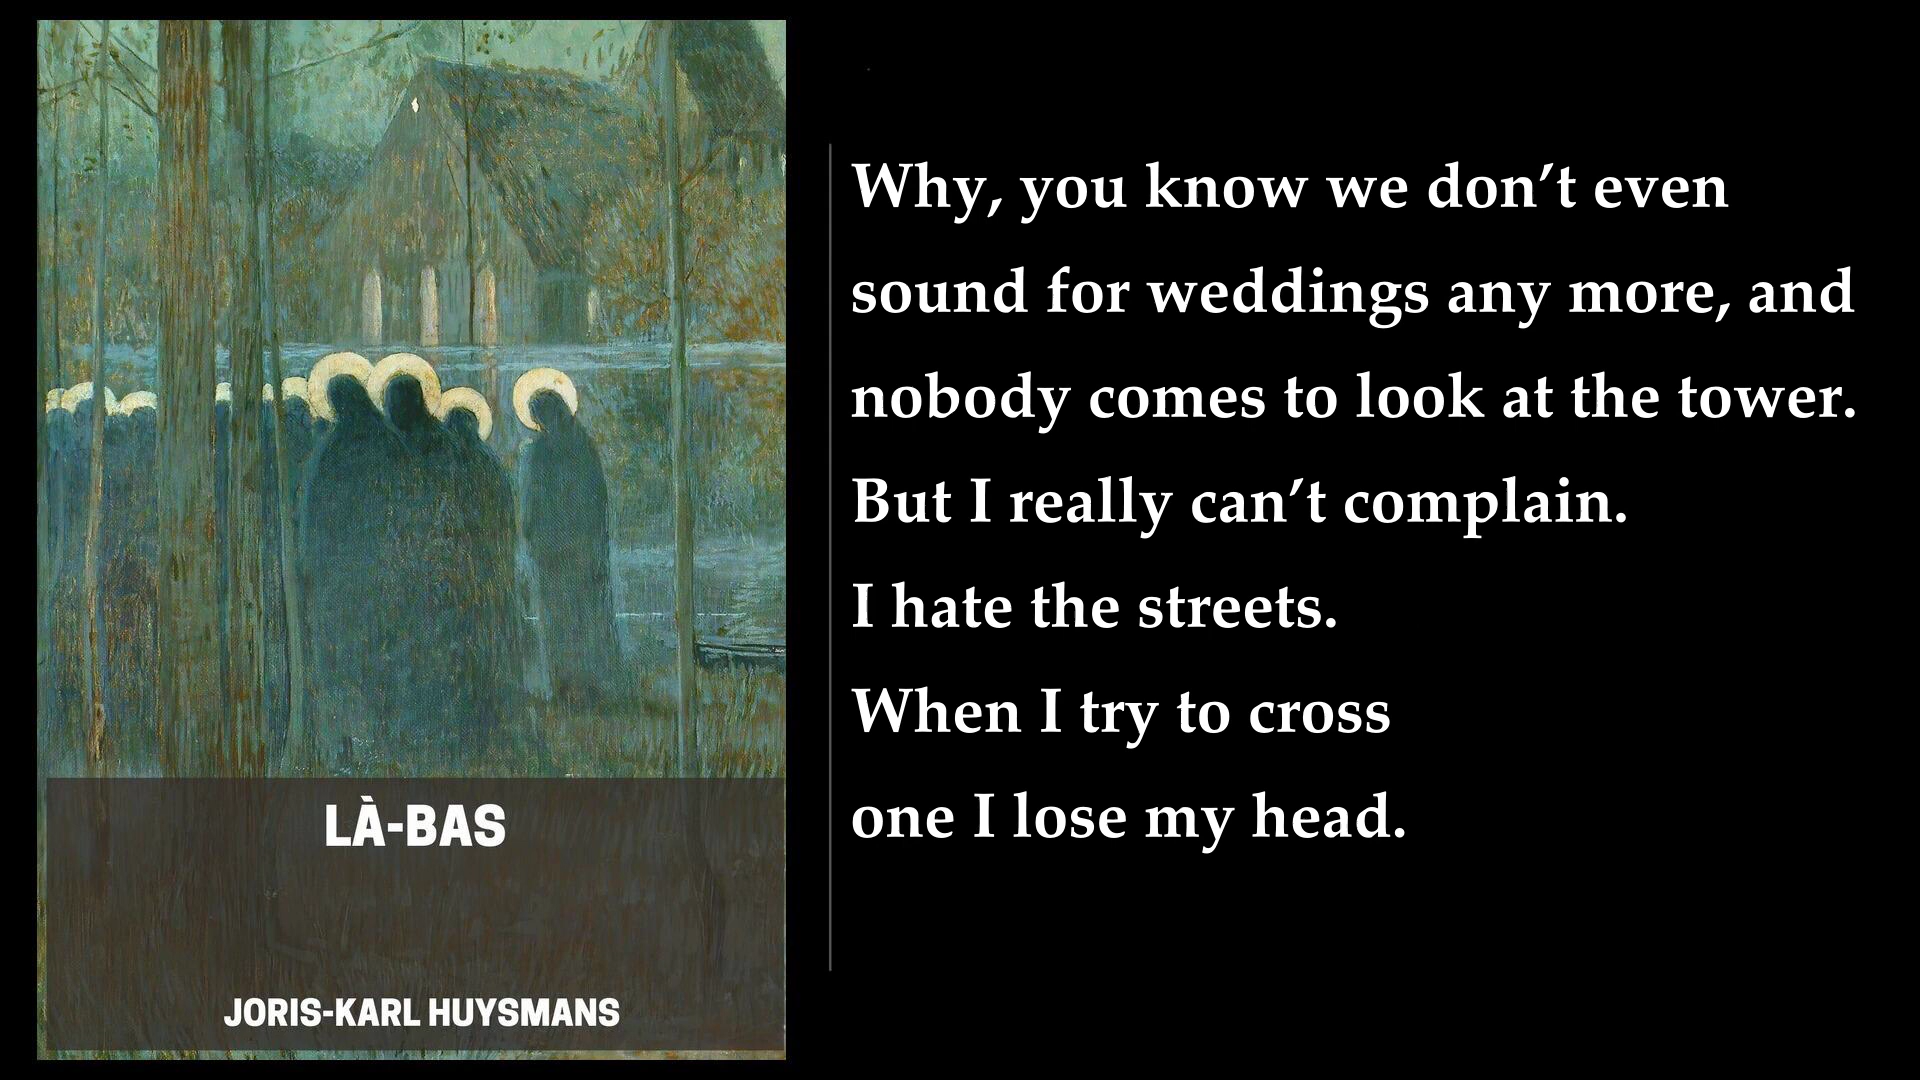 LÀ-BAS
JORIS-KARL HUYSMANS
Why, you know we don’t even
sound for weddings any more, and
nobody comes to look at the tower.
But I really can’t complain.
I hate the streets.
When I try to cross
one I lose my head.